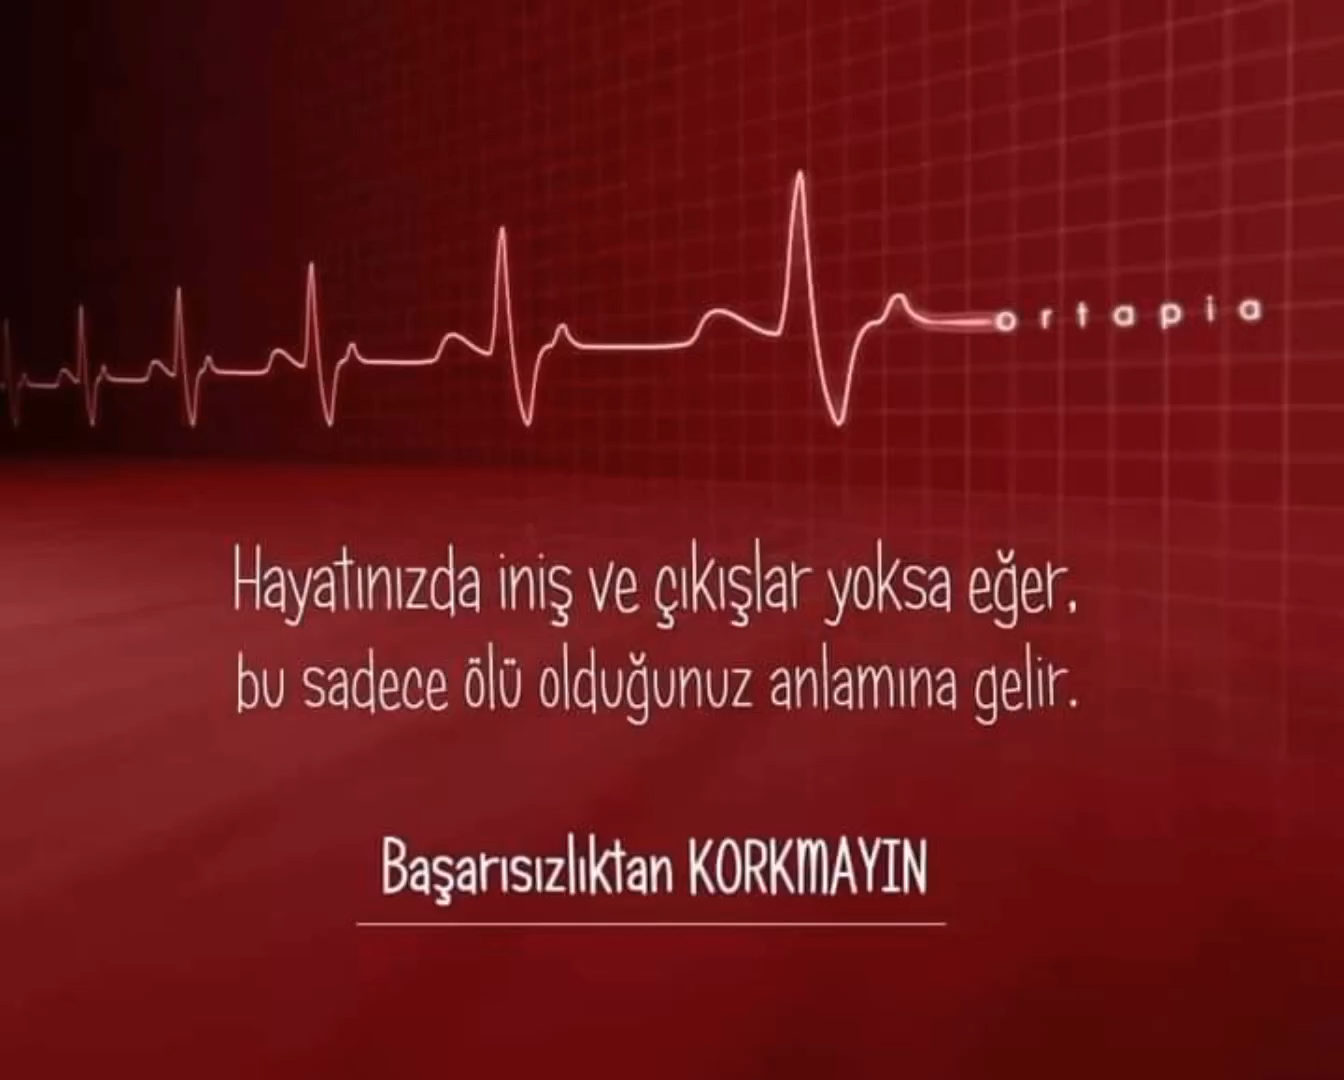 ortapia
Hayatınızda iniş ve çıkışlar yoksa eğer,
bu sadece ölü olduğunuz anlamına gelir.
Başarısızlıktan KORKMAYIN